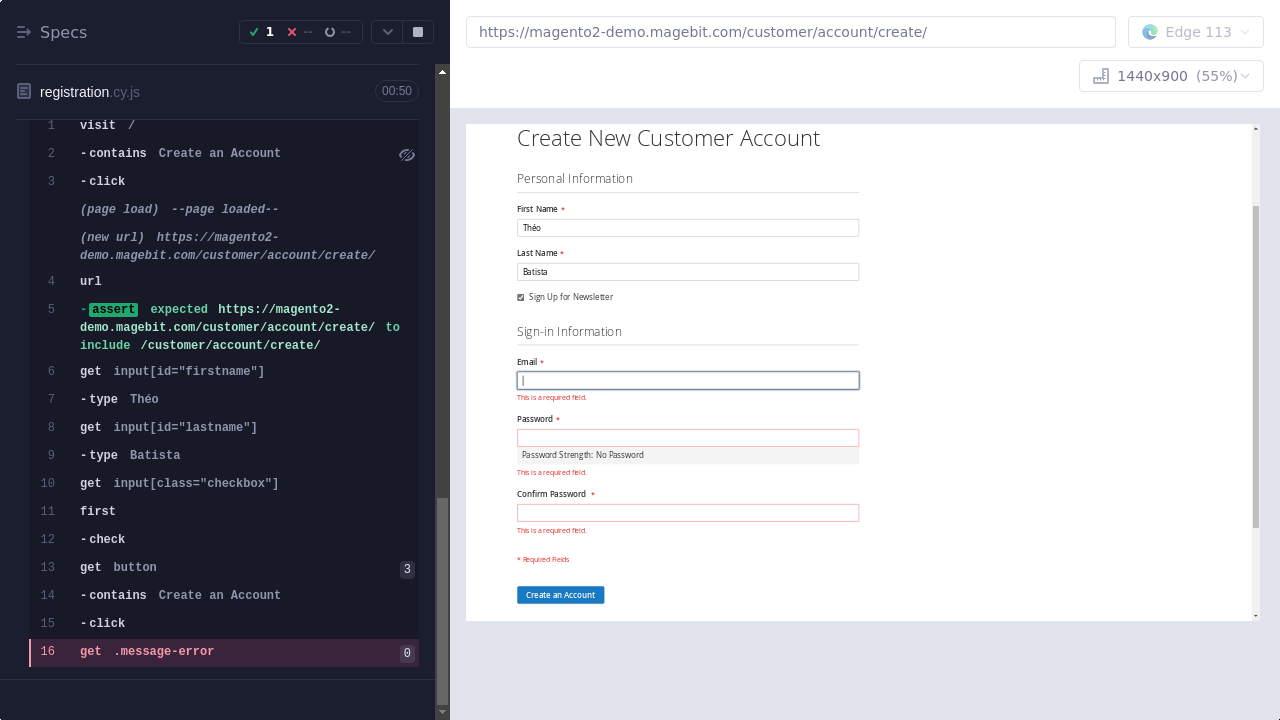 Specs
1
--
--
registration.cy.js
00:50
1 visit /
2 -contains Create an Account
3 -click
(page load) --page loaded--
(new url) https://magento2-
demo.magebit.com/customer/account/create/
4 url
5 -assert expected https://magento2-
demo.magebit.com/customer/account/create/ to
include /customer/account/create/
6 get input[id="firstname"]
7 -type Théo
8 get input[id="lastname"]
9 -type Batista
10 get input[class="checkbox"]
11 first
12 -check
13 get button 3
14 -contains Create an Account
15 -click
16 get .message-error 0
https://magento2-demo.magebit.com/customer/account/create/
Edge 113
1440x900 (55%)
Create New Customer Account
Personal Information
First Name *
Théo
Last Name *
Batista
Sign Up for Newsletter
Sign-in Information
Email *
This is a required field.
Password *
Password Strength: No Password
This is a required field.
Confirm Password *
This is a required field.
* Required Fields
Create an Account